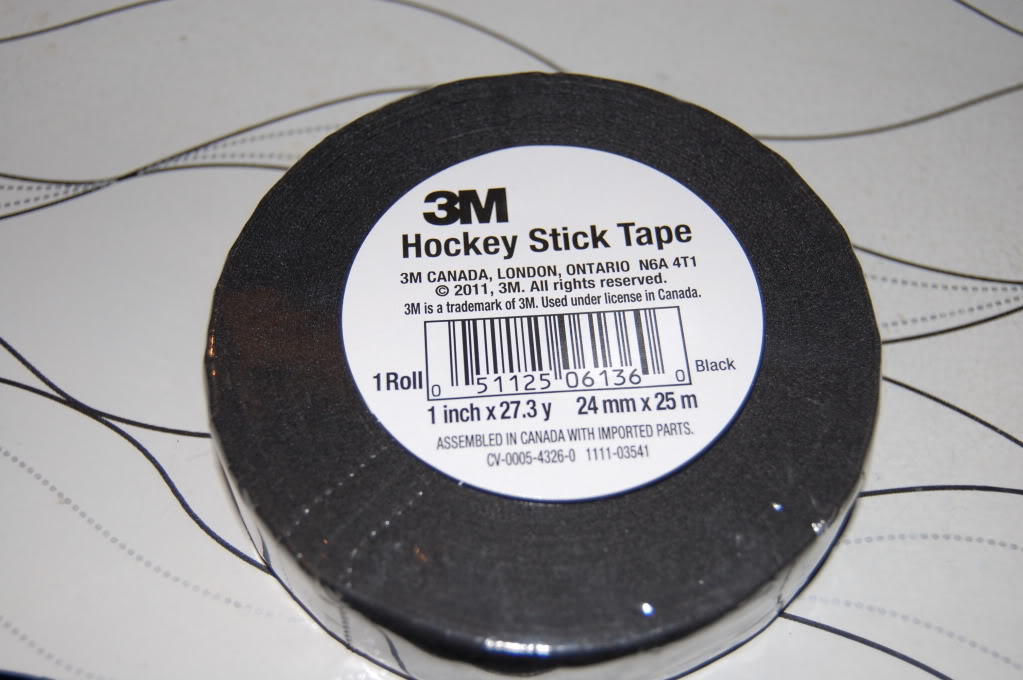 3M
Hockey Stick Tape
3M CANADA, LONDON, ONTARIO N6A 4T1
© 2011, 3M. All rights reserved.
3M is a trademark of 3M. Used under license in Canada.
1 Roll 0 51125 06136 0 Black
1 inch x 27.3 y 24 mm x 25 m
ASSEMBLED IN CANADA WITH IMPORTED PARTS.
CV-0005-4326-0 1111-03541